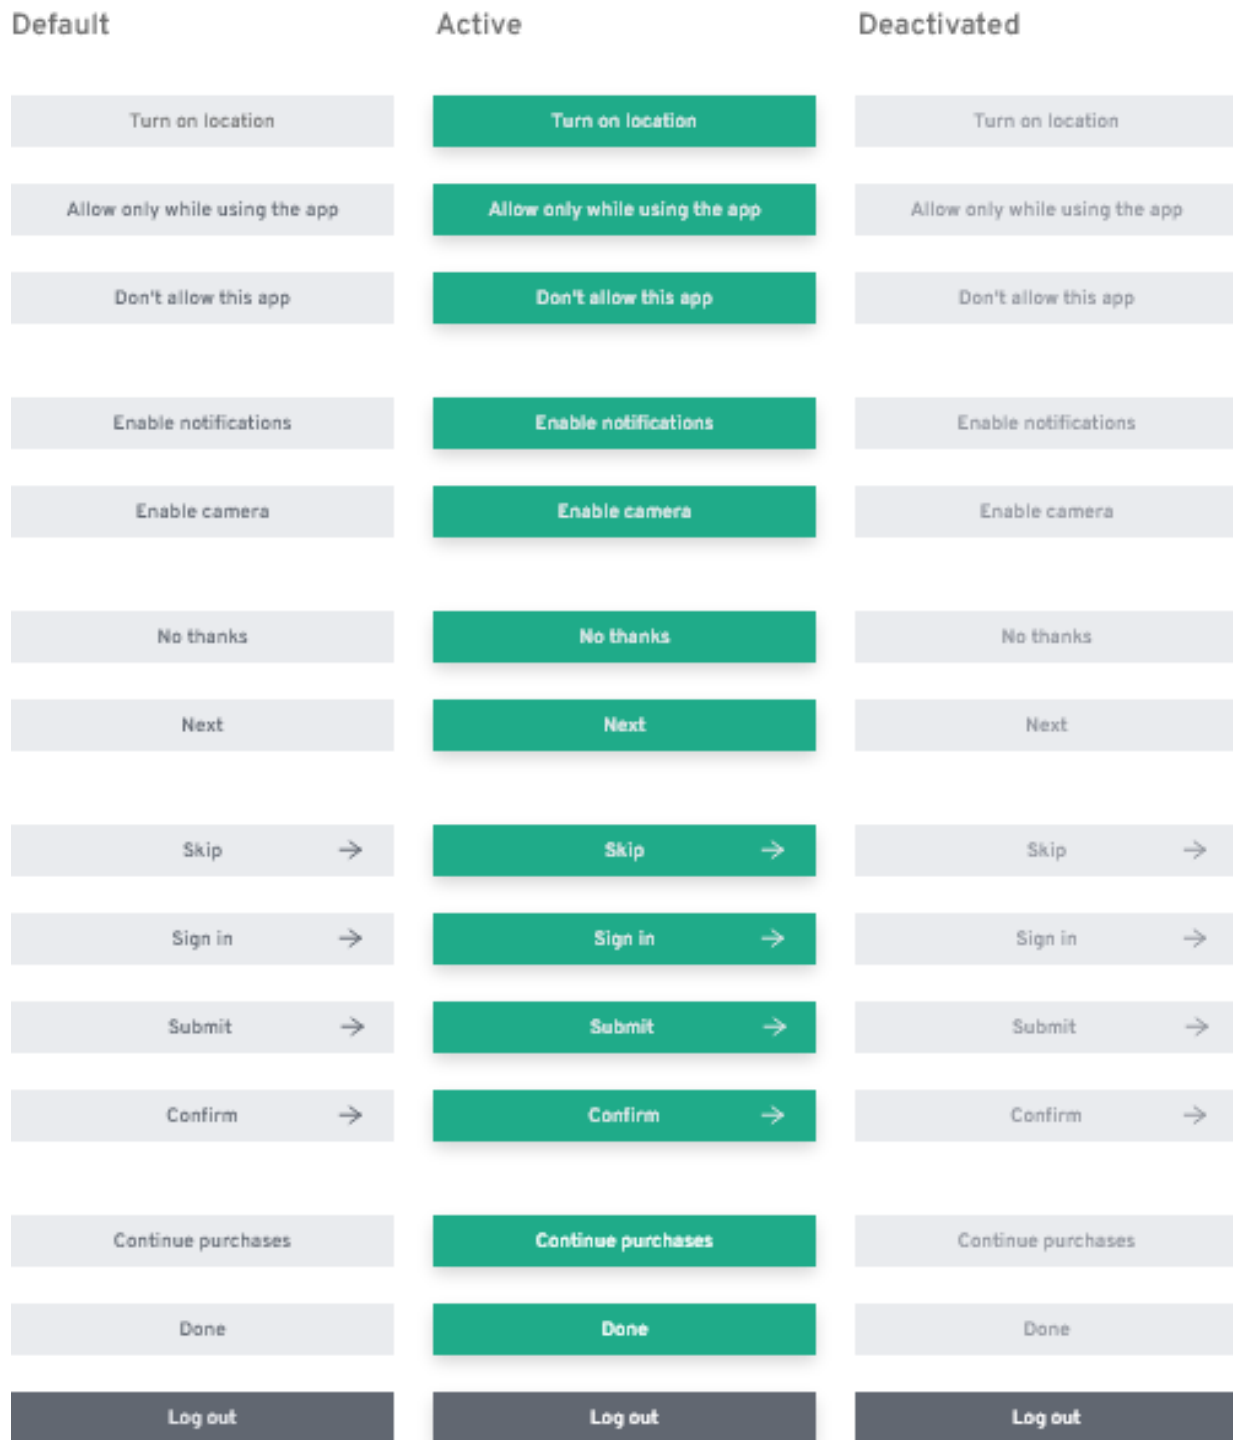 Default Active Deactivated
Turn on location Turn on location Turn on location
Allow only while using the app Allow only while using the app Allow only while using the app
Don't allow this app Don't allow this app Don't allow this app
Enable notifications Enable notifications Enable notifications
Enable camera Enable camera Enable camera
No thanks No thanks No thanks
Next Next Next
Skip → Skip → Skip →
Sign in → Sign in → Sign in →
Submit → Submit → Submit →
Confirm → Confirm → Confirm →
Continue purchases Continue purchases Continue purchases
Done Done Done
Log out Log out Log out